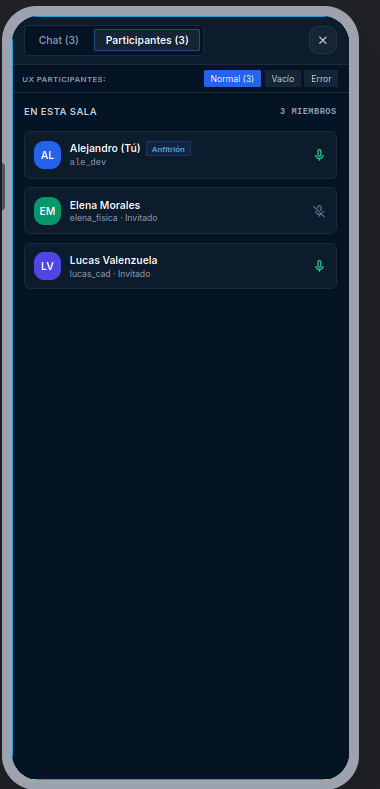 Chat (3) Participantes (3) ✕
UX PARTICIPANTES: Normal (3) Vacío Error
EN ESTA SALA 3 MIEMBROS
AL Alejandro (Tú) Anfitrión
ale_dev
EM Elena Morales
elena_fisica · Invitado
LV Lucas Valenzuela
lucas_cad · Invitado